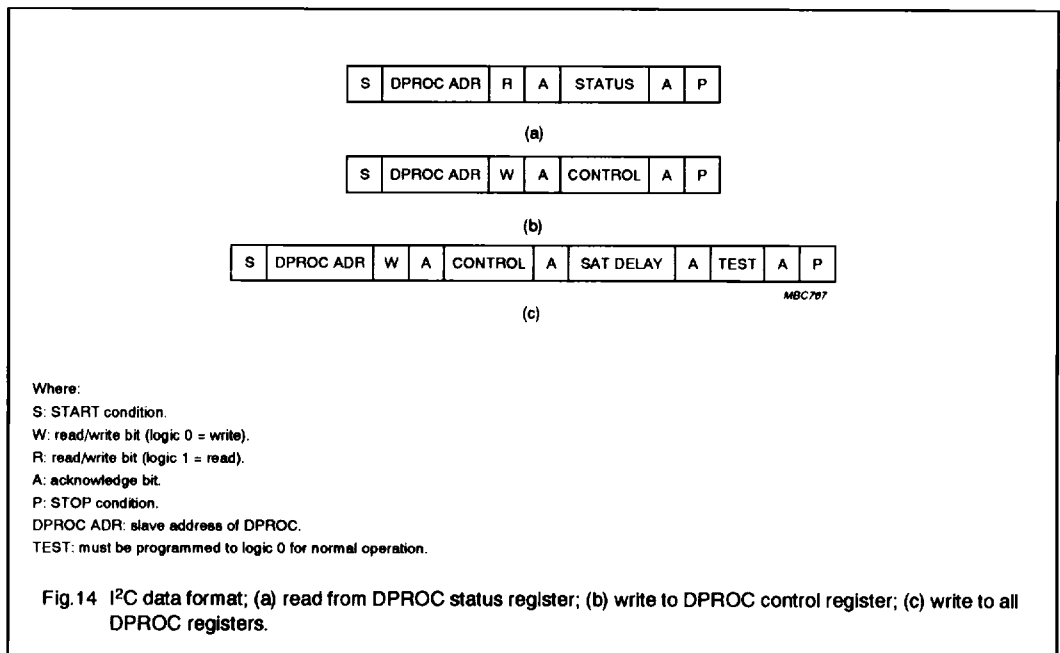 S DPROC ADR R A STATUS A P
(a)
S DPROC ADR W A CONTROL A P
(b)
S DPROC ADR W A CONTROL A SAT DELAY A TEST A P
MBC767
(c)
Where:
S: START condition.
W: read/write bit (logic 0 = write).
R: read/write bit (logic 1 = read).
A: acknowledge bit.
P: STOP condition.
DPROC ADR: slave address of DPROC.
TEST: must be programmed to logic 0 for normal operation.
Fig.14 I²C data format; (a) read from DPROC status register; (b) write to DPROC control register; (c) write to all
DPROC registers.